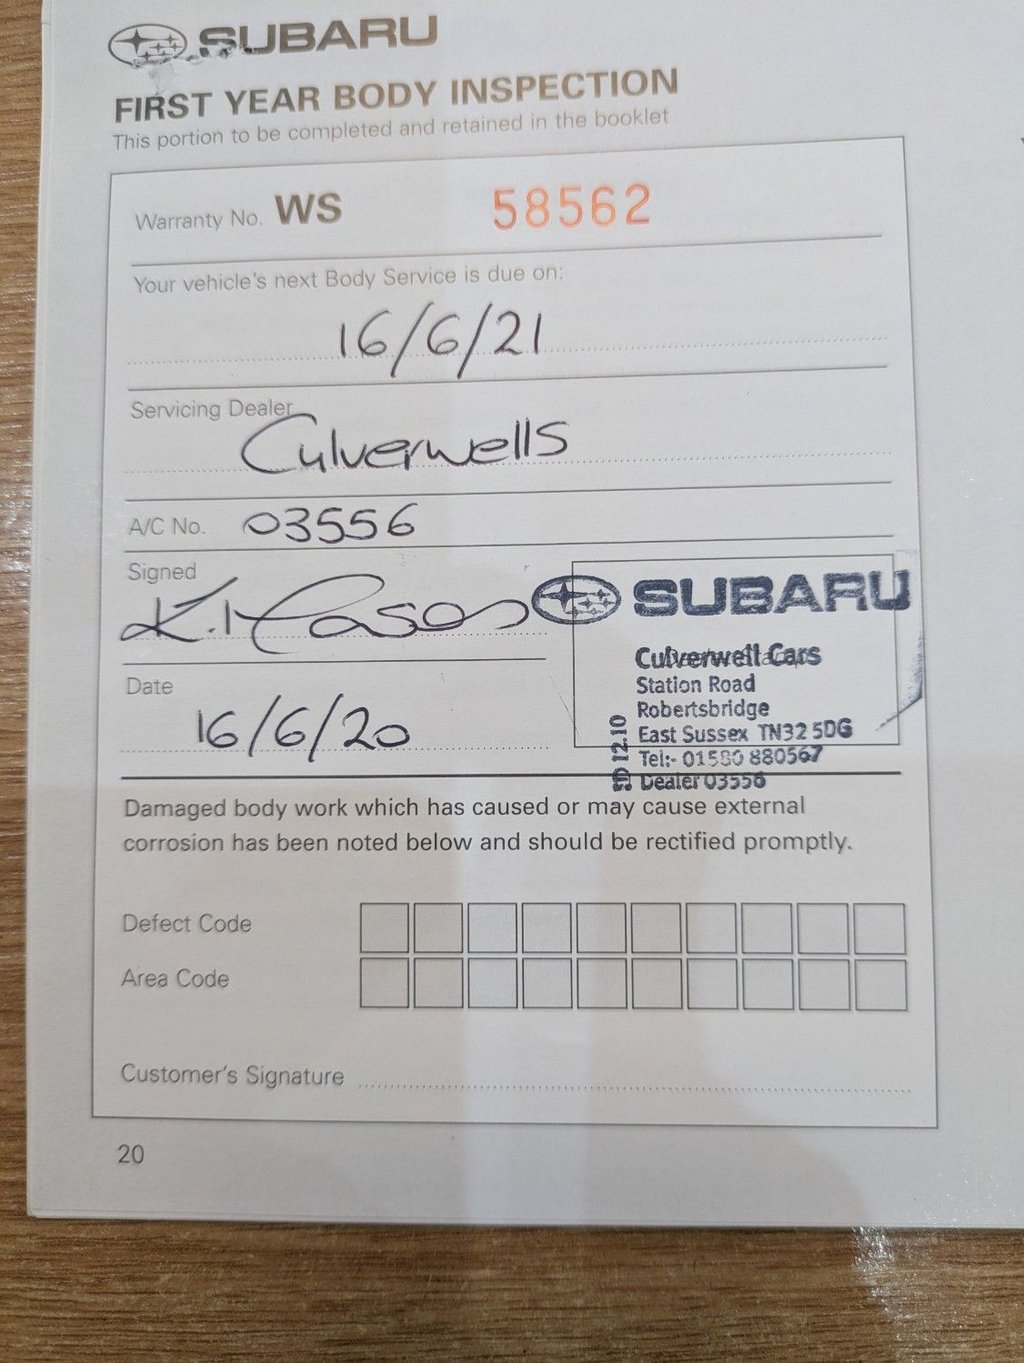 SUBARU
FIRST YEAR BODY INSPECTION
This portion to be completed and retained in the booklet
Warranty No. WS 58562
Your vehicle's next Body Service is due on:
16/6/21
Servicing Dealer
Culverwells
A/C No. 03556
Signed
SUBARU
Culverwell Cars
Station Road
Robertsbridge
East Sussex TN32 5DG
Tel:- 01580 880567
Dealer 03556
12.10
Date
16/6/20
Damaged body work which has caused or may cause external
corrosion has been noted below and should be rectified promptly.
Defect Code
Area Code
Customer's Signature
20